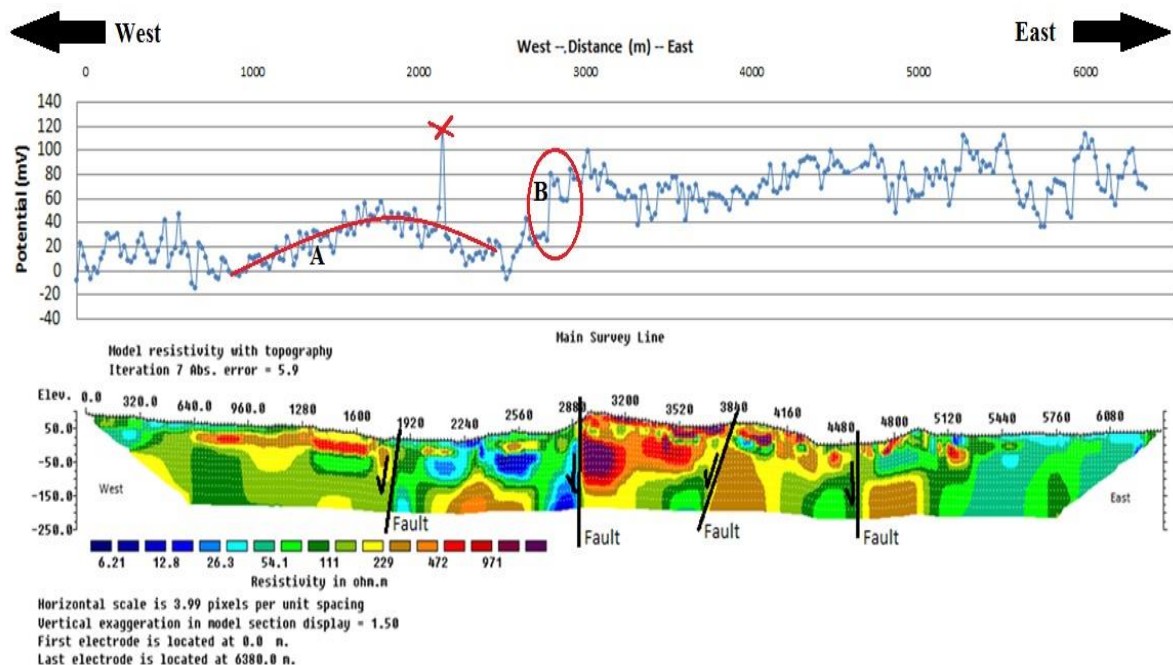 West
East
West --. Distance (m) -- East
0 1000 2000 3000 4000 5000 6000
Potential (mV)
140
120
100
80
60
40
20
0
-20
-40
A
B
Main Survey Line
Model resistivity with topography
Iteration 7 Abs. error = 5.9
Elev.
0.0 320.0 640.0 960.0 1280 1600 1920 2240 2560 2880 3200 3520 3840 4160 4480 4800 5120 5440 5760 6080
50.0
-50.0
-150.0
-250.0
West
East
Fault
Fault
Fault
Fault
6.21 12.8 26.3 54.1 111 229 472 971
Resistivity in ohm.m
Horizontal scale is 3.99 pixels per unit spacing
Vertical exaggeration in model section display = 1.50
First electrode is located at 0.0 m.
Last electrode is located at 6380.0 m.